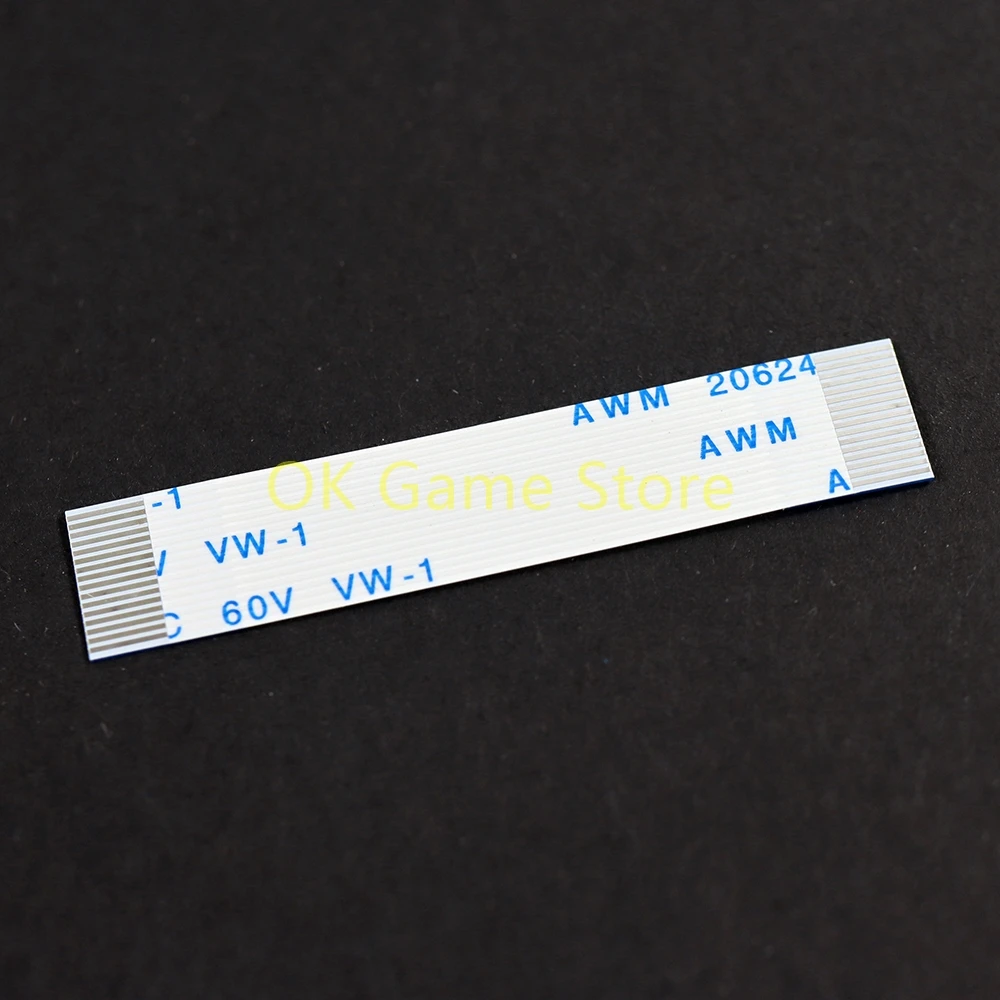 AWM 20624
AWM
A
-1
V VW-1
C 60V VW-1
OK Game Store